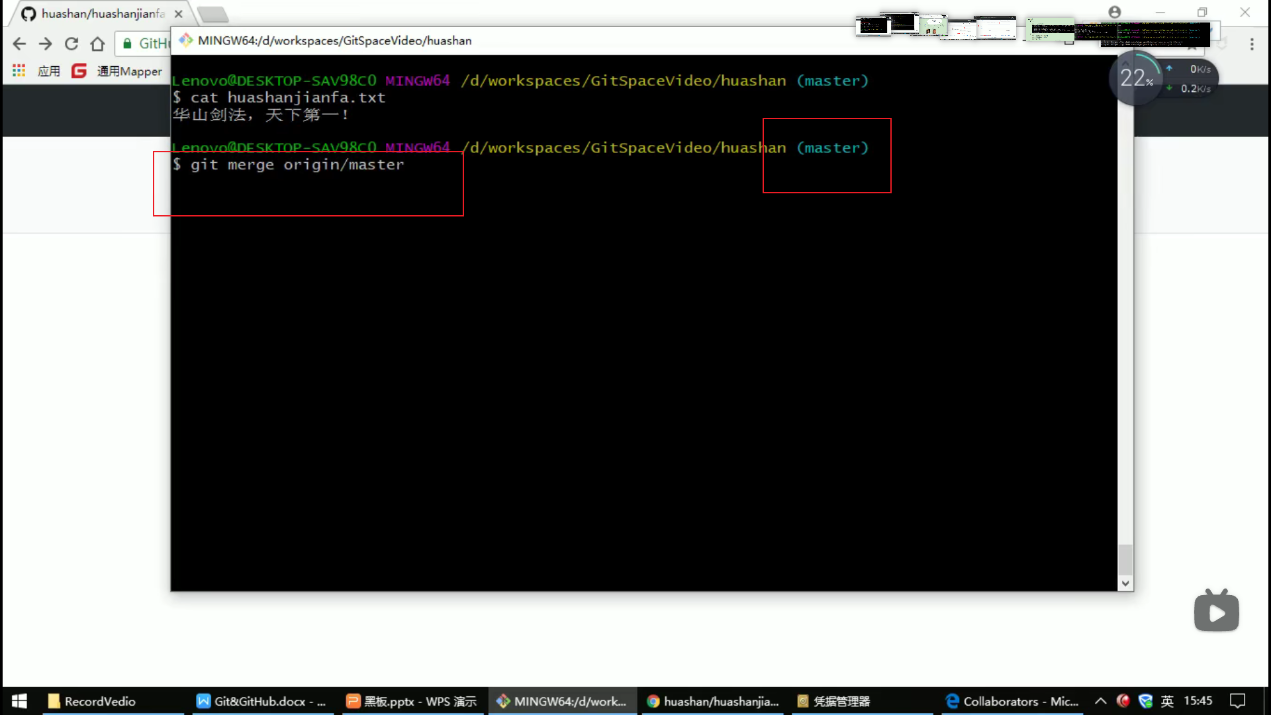 huashan/huashanjianfa
MINGW64:/d/workspaces/GitSpaceVideo/huashan
GitHu
应用
通用Mapper
Lenovo@DESKTOP-SAV98CO MINGW64 /d/workspaces/GitSpaceVideo/huashan (master)
$ cat huashanjianfa.txt
华山剑法，天下第一！
Lenovo@DESKTOP-SAV98CO MINGW64 /d/workspaces/GitSpaceVideo/huashan (master)
$ git merge origin/master
22%
0K/s
0.2K/s
RecordVedio
Git&GitHub.docx - ...
黑板.pptx - WPS 演示
MINGW64:/d/work...
huashan/huashanjia...
凭据管理器
Collaborators - Mic...
英
15:45